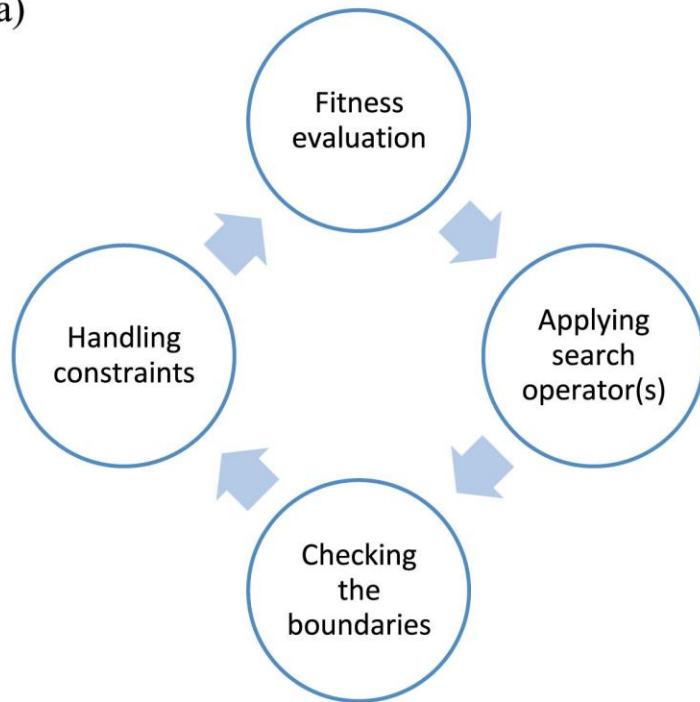 a)
Fitness
evaluation
Applying
search
operator(s)
Checking
the
boundaries
Handling
constraints